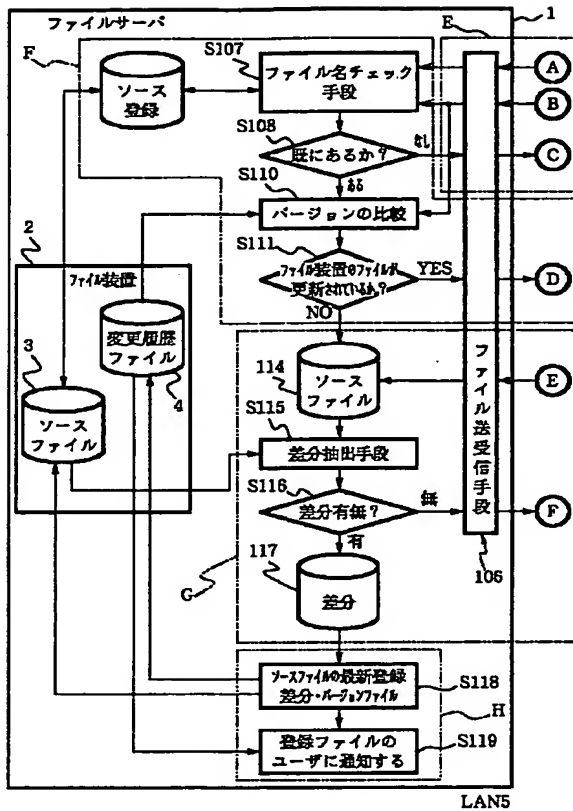 ファイルサーバ
1
E
F
S107
ソース
登録
ファイル名チェック
手段
A
B
S108
既にあるか?
なし
C
S110
ある
バージョンの比較
2
S111
ファイル装置のファイルが
更新されているか?
YES
D
ファイル装置
NO
変更履歴
ファイル
3
4
114
ソース
ファイル
ソース
ファイル
E
S115
差分抽出手段
ファイル送受信手段
S116
差分有無?
無
F
有
117
106
G
差分
ソースファイルの最新登録
差分・バージョンファイル
S118
H
登録ファイルの
ユーザに通知する
S119
LAN5